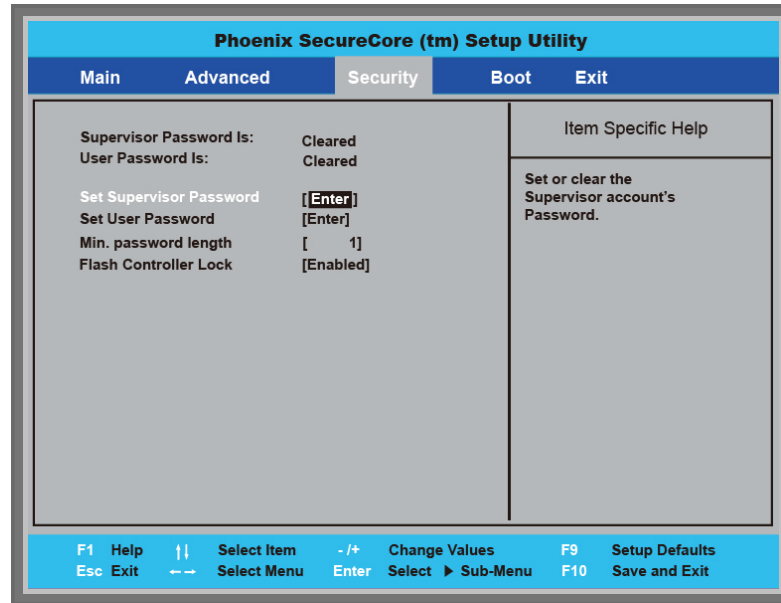 Phoenix SecureCore (tm) Setup Utility
Main Advanced Security Boot Exit
Supervisor Password Is: Cleared
User Password Is: Cleared
Set Supervisor Password [Enter]
Set User Password [Enter]
Min. password length [ 1]
Flash Controller Lock [Enabled]
Item Specific Help
Set or clear the
Supervisor account's
Password.
F1 Help ↑↓ Select Item - /+ Change Values F9 Setup Defaults
Esc Exit ←→ Select Menu Enter Select ▶ Sub-Menu F10 Save and Exit